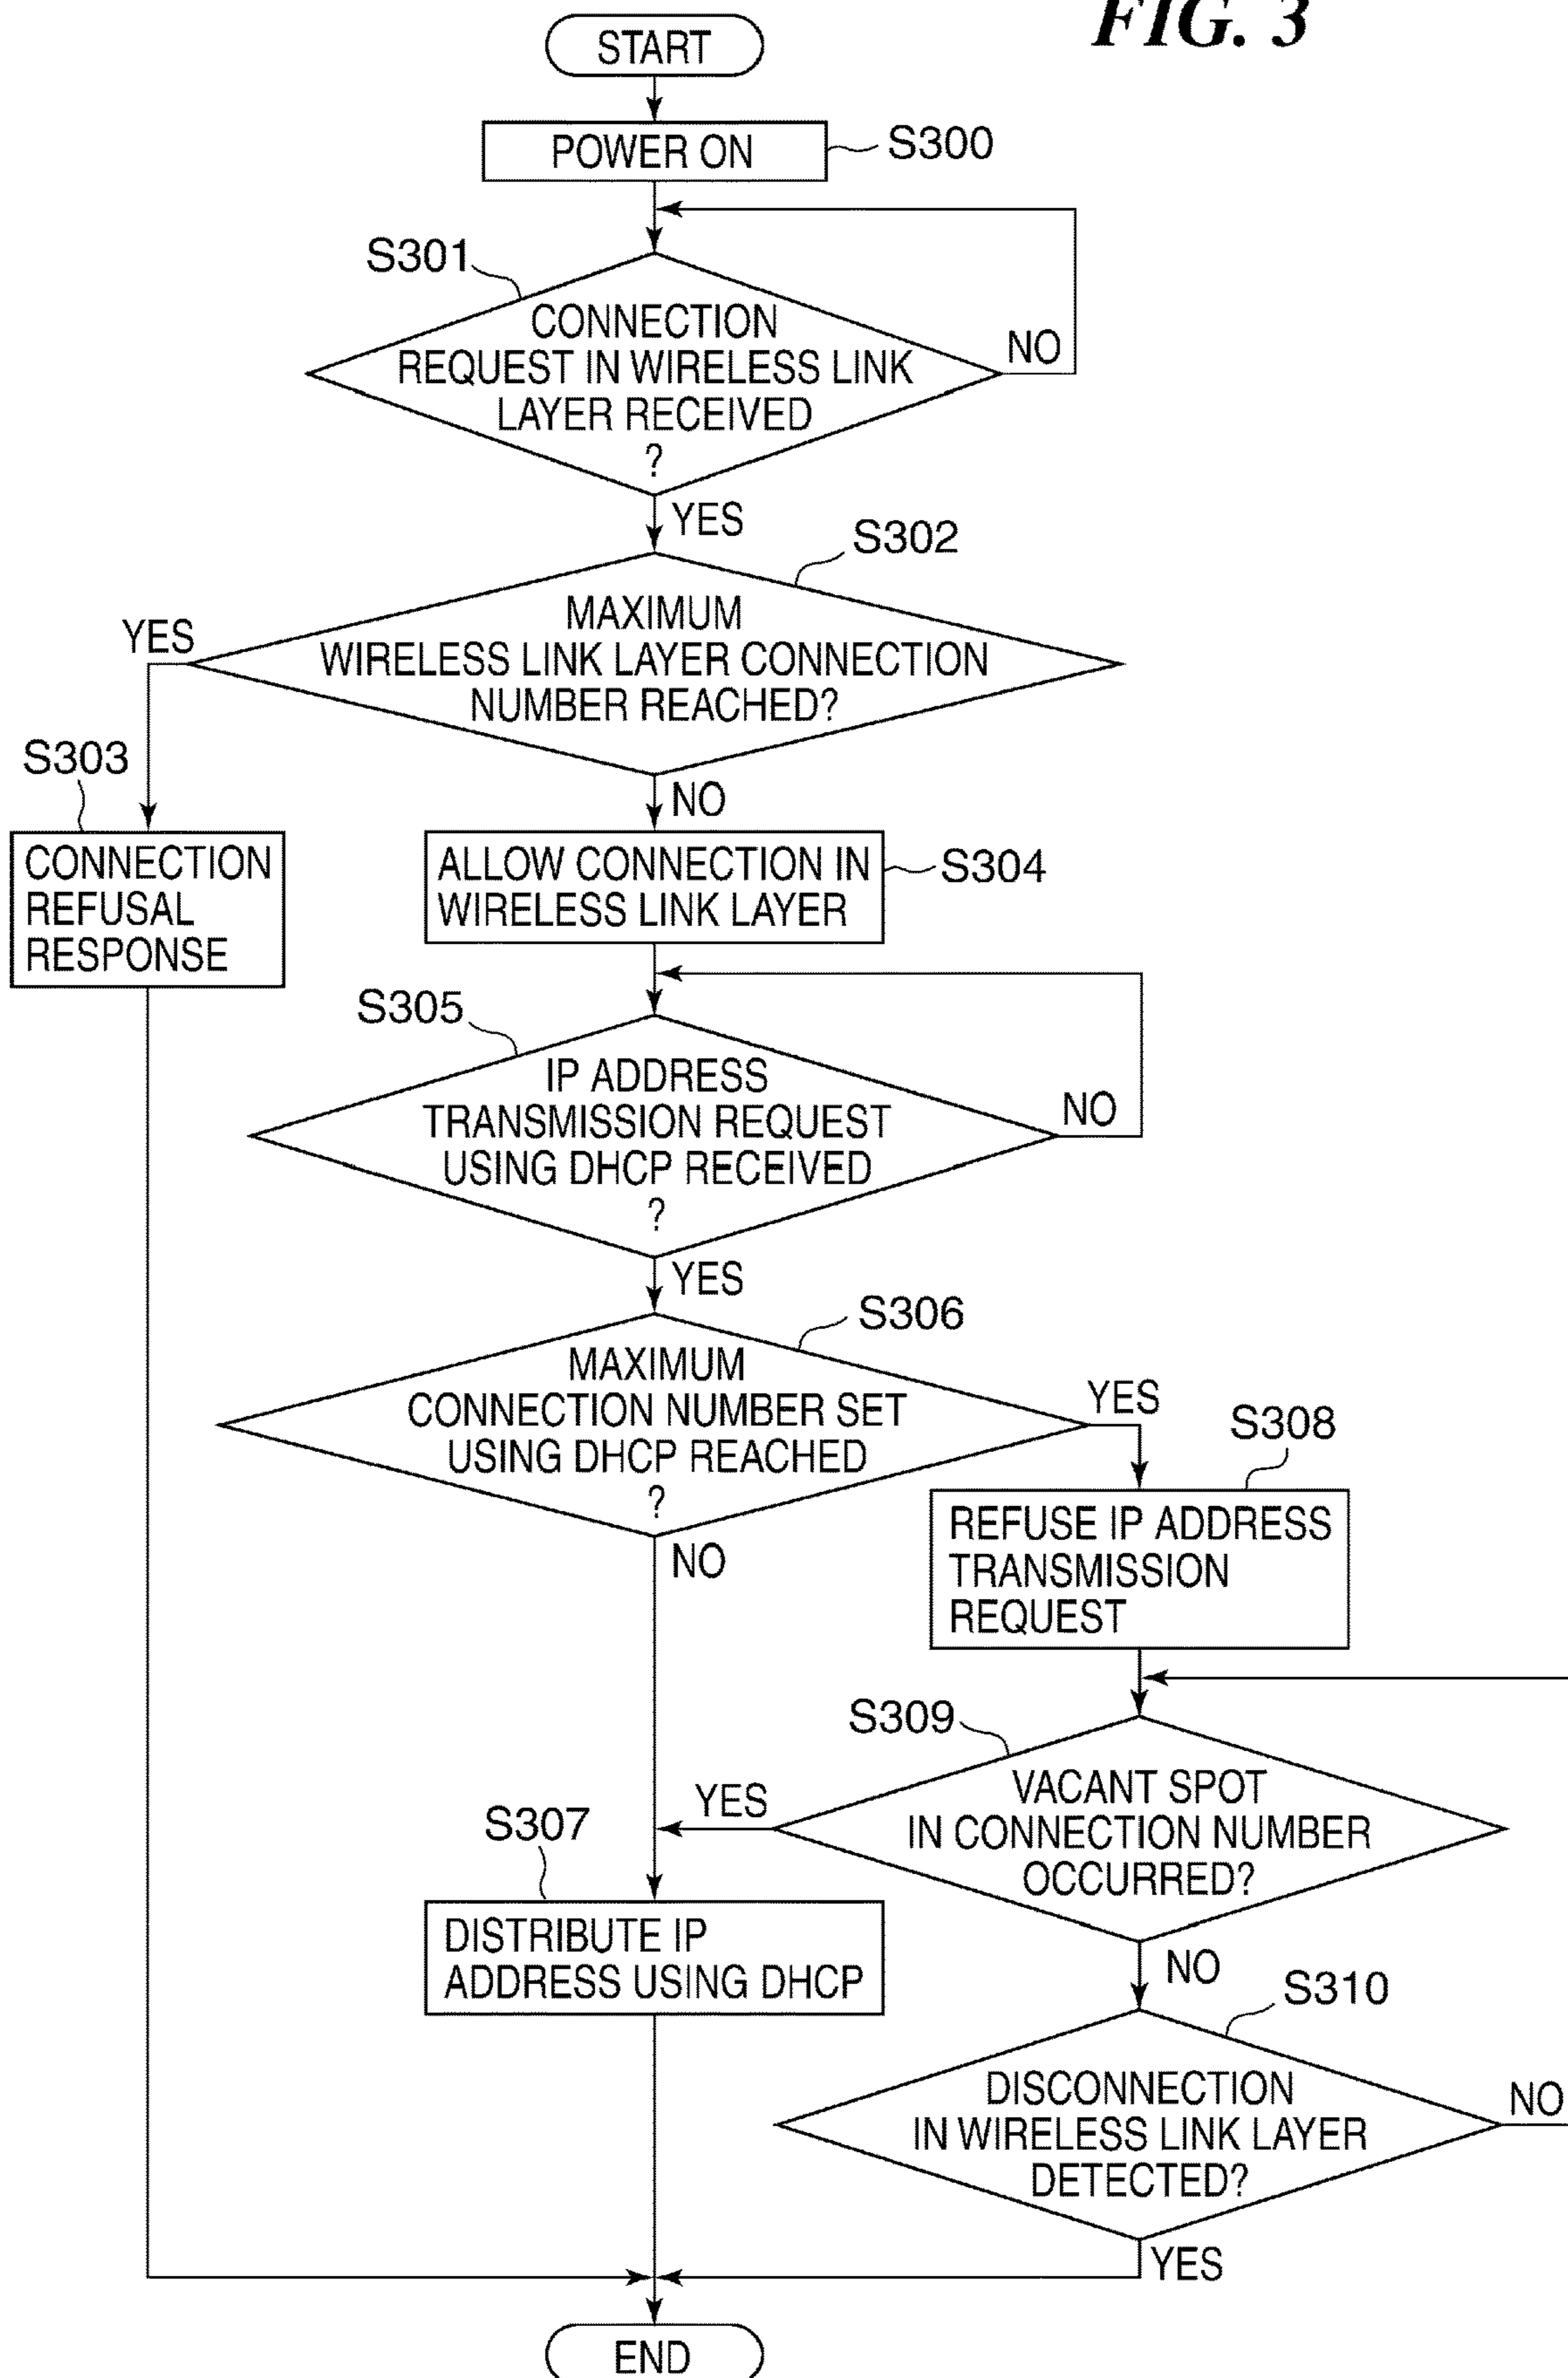 FIG. 3
START
POWER ON
S300
S301
CONNECTION
REQUEST IN WIRELESS LINK
LAYER RECEIVED
?
NO
YES
S302
MAXIMUM
WIRELESS LINK LAYER CONNECTION
NUMBER REACHED?
YES
NO
S303
CONNECTION
REFUSAL
RESPONSE
ALLOW CONNECTION IN
WIRELESS LINK LAYER
S304
S305
IP ADDRESS
TRANSMISSION REQUEST
USING DHCP RECEIVED
?
NO
YES
S306
MAXIMUM
CONNECTION NUMBER SET
USING DHCP REACHED
?
YES
NO
S308
REFUSE IP ADDRESS
TRANSMISSION
REQUEST
S309
VACANT SPOT
IN CONNECTION NUMBER
OCCURRED?
YES
NO
S307
DISTRIBUTE IP
ADDRESS USING DHCP
S310
DISCONNECTION
IN WIRELESS LINK LAYER
DETECTED?
NO
YES
END